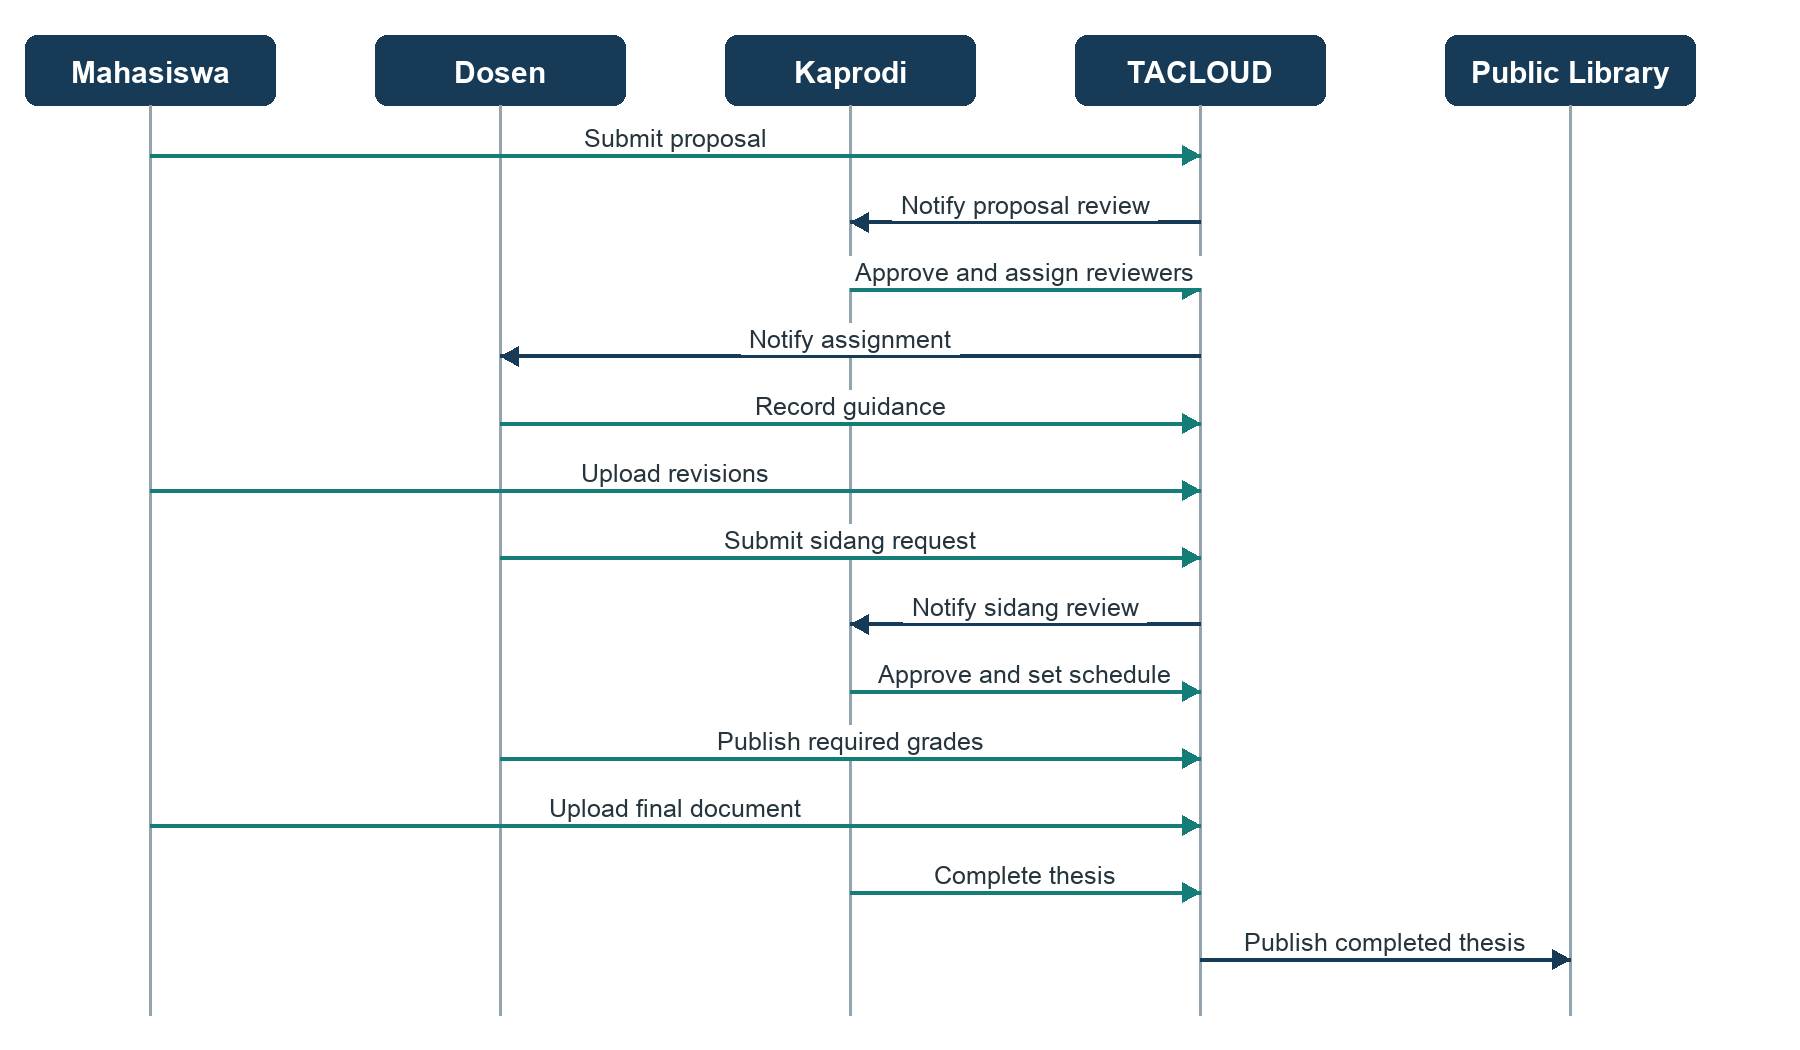 Mahasiswa
Dosen
Kaprodi
TACLOUD
Public Library
Submit proposal
Notify proposal review
Approve and assign reviewers
Notify assignment
Record guidance
Upload revisions
Submit sidang request
Notify sidang review
Approve and set schedule
Publish required grades
Upload final document
Complete thesis
Publish completed thesis